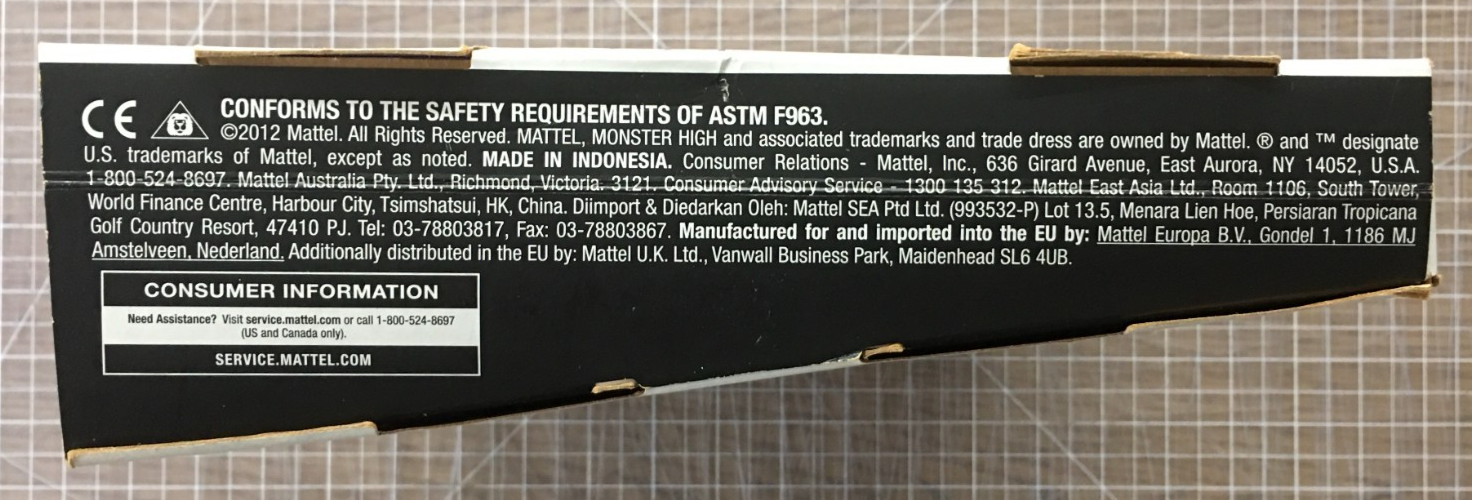 CE CONFORMS TO THE SAFETY REQUIREMENTS OF ASTM F963.
©2012 Mattel. All Rights Reserved. MATTEL, MONSTER HIGH and associated trademarks and trade dress are owned by Mattel. ® and ™ designate
U.S. trademarks of Mattel, except as noted. MADE IN INDONESIA. Consumer Relations - Mattel, Inc., 636 Girard Avenue, East Aurora, NY 14052, U.S.A.
1-800-524-8697. Mattel Australia Pty. Ltd., Richmond, Victoria. 3121. Consumer Advisory Service - 1300 135 312. Mattel East Asia Ltd., Room 1106, South Tower,
World Finance Centre, Harbour City, Tsimshatsui, HK, China. Diimport & Diedarkan Oleh: Mattel SEA Ptd Ltd. (993532-P) Lot 13.5, Menara Lien Hoe, Persiaran Tropicana
Golf Country Resort, 47410 PJ. Tel: 03-78803817, Fax: 03-78803867. Manufactured for and imported into the EU by: Mattel Europa B.V., Gondel 1, 1186 MJ
Amstelveen, Nederland. Additionally distributed in the EU by: Mattel U.K. Ltd., Vanwall Business Park, Maidenhead SL6 4UB.
CONSUMER INFORMATION
Need Assistance? Visit service.mattel.com or call 1-800-524-8697
(US and Canada only).
SERVICE.MATTEL.COM